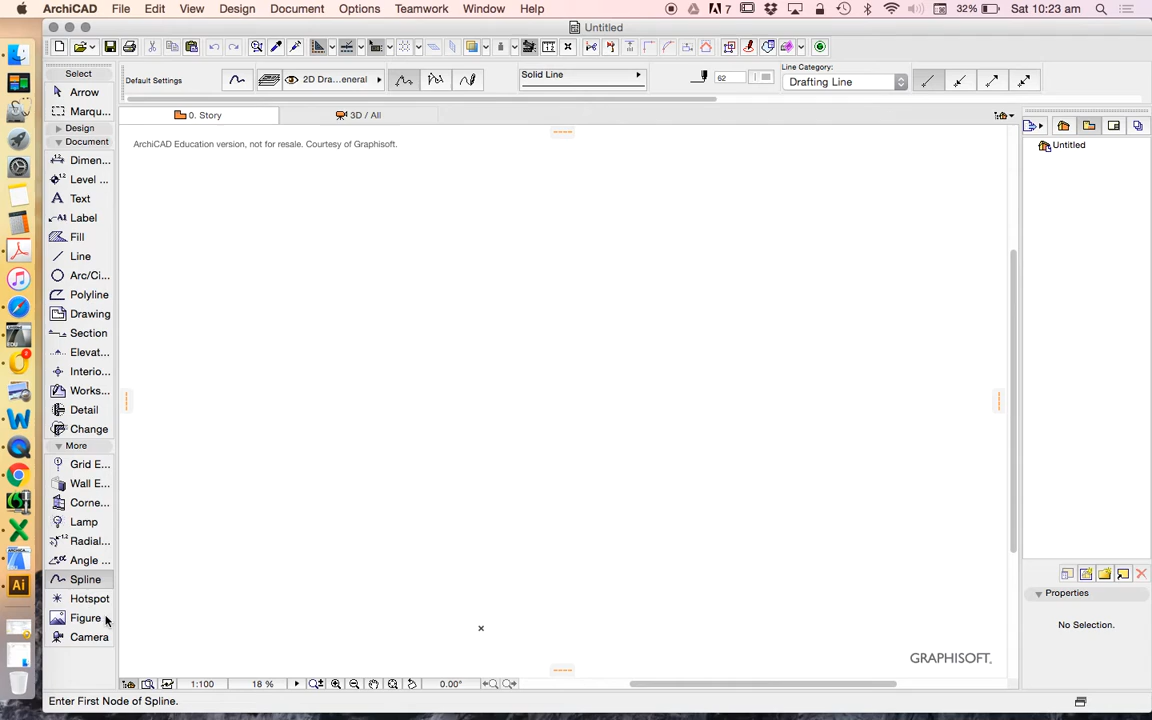 ArchiCAD File Edit View Design Document Options Teamwork Window Help 7 32% Sat 10:23 am
Untitled
Select
Default Settings 2D Dra...eneral Solid Line 62 Line Category:
Drafting Line
Arrow
Marqu...
Design
Document
Dimen...
Level ...
Text
Label
Fill
Line
Arc/Ci...
Polyline
Drawing
Section
Elevat...
Interio...
Works...
Detail
Change
More
Grid E...
Wall E...
Corne...
Lamp
Radial...
Angle ...
Spline
Hotspot
Figure
Camera
0. Story 3D / All
ArchiCAD Education version, not for resale. Courtesy of Graphisoft.
Untitled
Properties
No Selection.
GRAPHISOFT.
1:100 18 % 0.00°
Enter First Node of Spline.